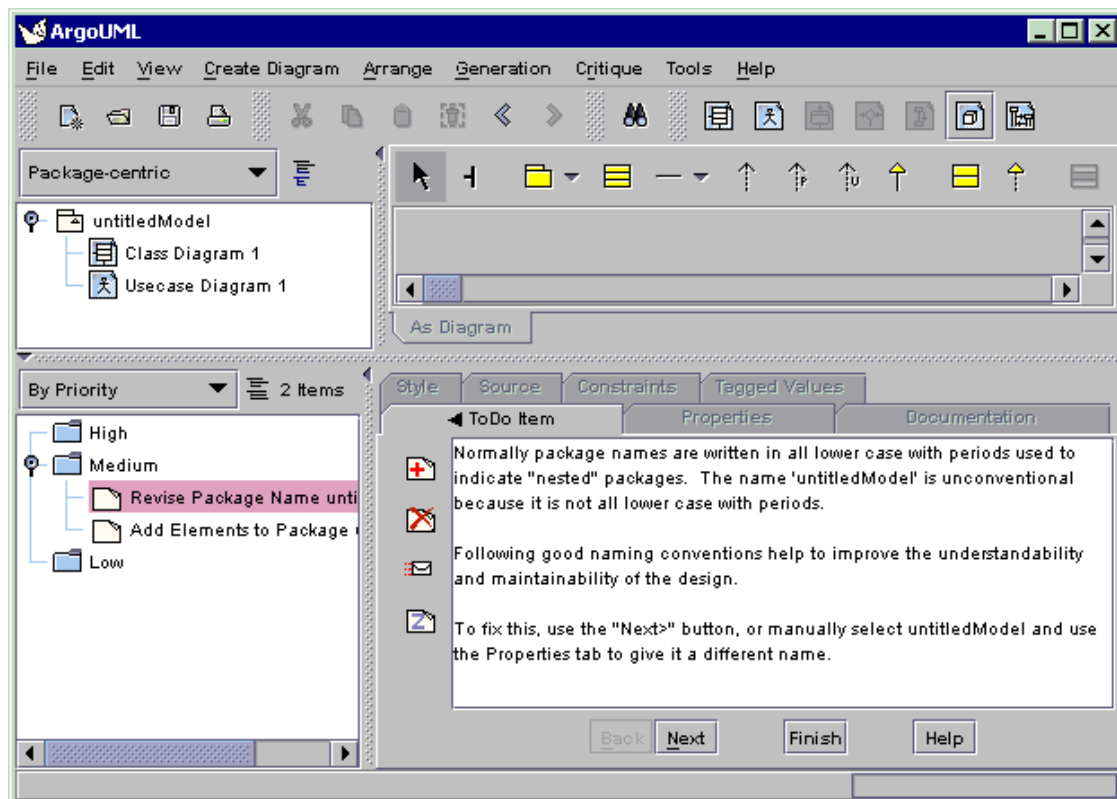 ArgoUML
File Edit View Create Diagram Arrange Generation Critique Tools Help
Package-centric
untitledModel
Class Diagram 1
Usecase Diagram 1
As Diagram
By Priority 2 Items
High
Medium
Revise Package Name unti
Add Elements to Package
Low
Style Source Constraints Tagged Values
ToDo Item Properties Documentation
Normally package names are written in all lower case with periods used to
indicate "nested" packages. The name 'untitledModel' is unconventional
because it is not all lower case with periods.
Following good naming conventions help to improve the understandability
and maintainability of the design.
To fix this, use the "Next>" button, or manually select untitledModel and use
the Properties tab to give it a different name.
Back Next Finish Help